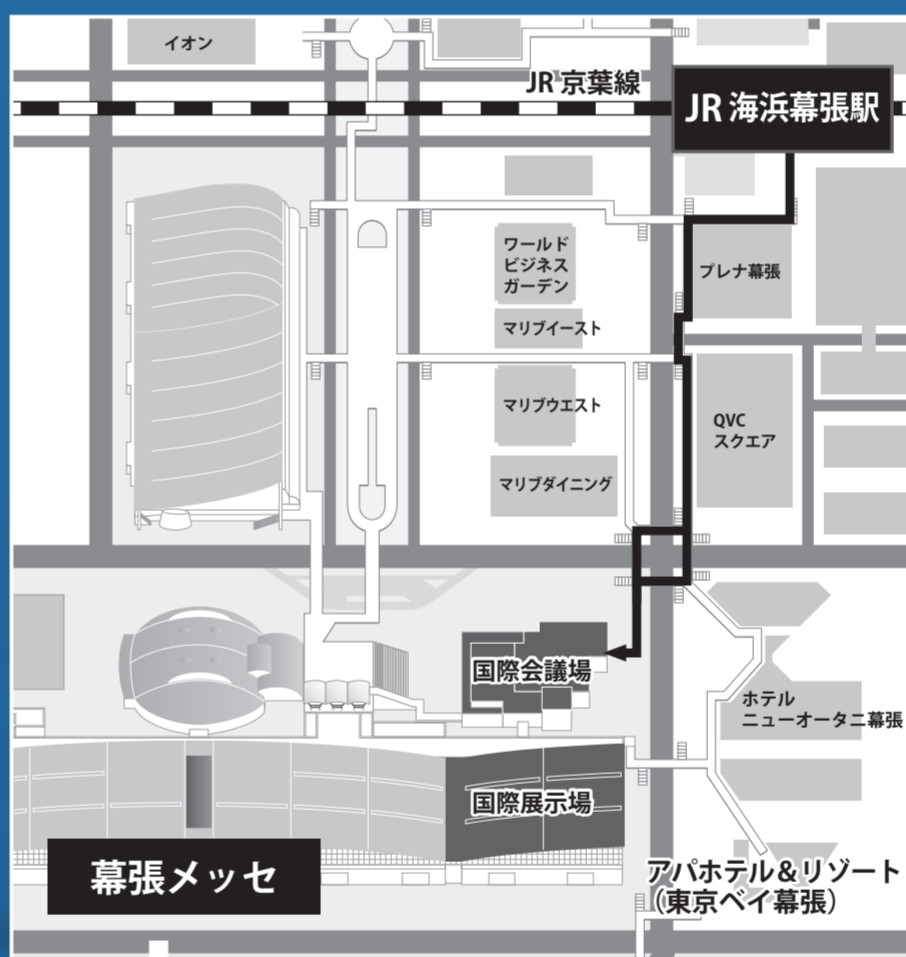 イオン
JR 京葉線
JR 海浜幕張駅
ワールド
ビジネス
ガーデン
プレナ幕張
マリブイースト
マリブウエスト
QVC
スクエア
マリブダイニング
国際会議場
ホテル
ニューオータニ幕張
国際展示場
幕張メッセ
アパホテル&リゾート
(東京ベイ幕張)